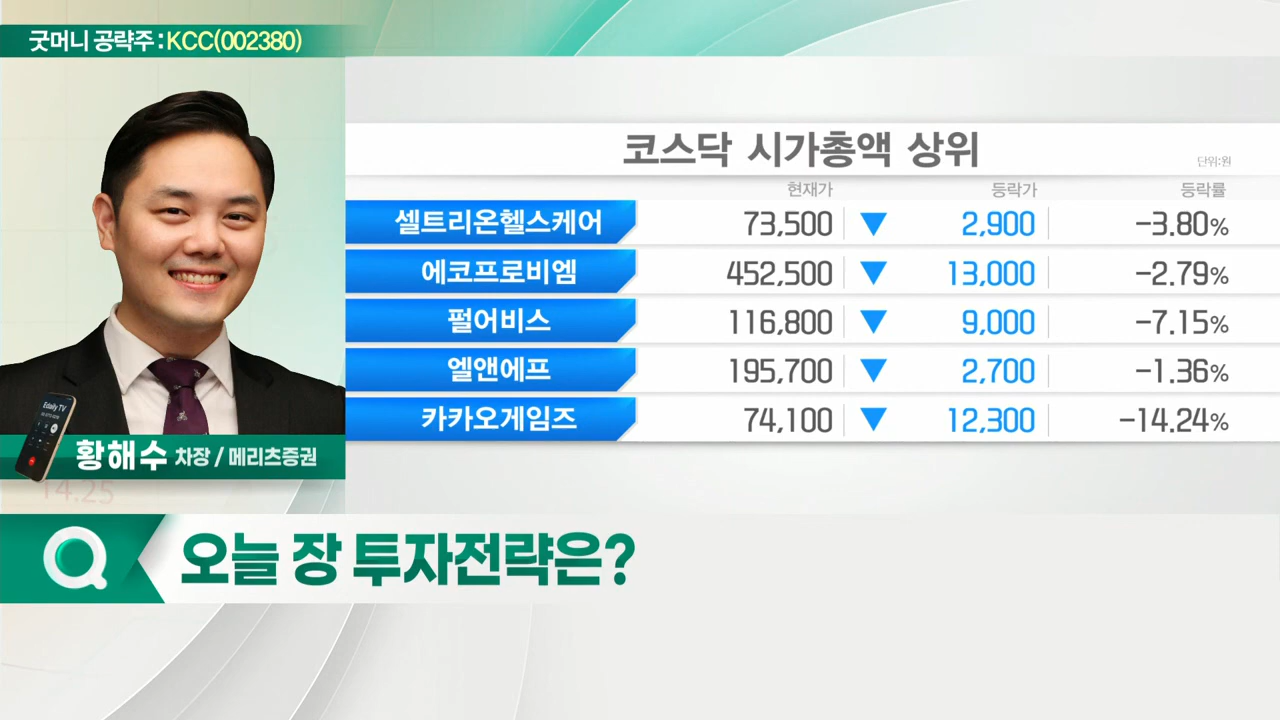 굿머니 공략주 : KCC(002380)
코스닥 시가총액 상위
단위:원
현재가 등락가 등락률
셀트리온헬스케어 73,500 ▼ 2,900 -3.80%
에코프로비엠 452,500 ▼ 13,000 -2.79%
펄어비스 116,800 ▼ 9,000 -7.15%
엘앤에프 195,700 ▼ 2,700 -1.36%
카카오게임즈 74,100 ▼ 12,300 -14.24%
Edaily TV
황해수 차장 / 메리츠증권
14.25
오늘 장 투자전략은?